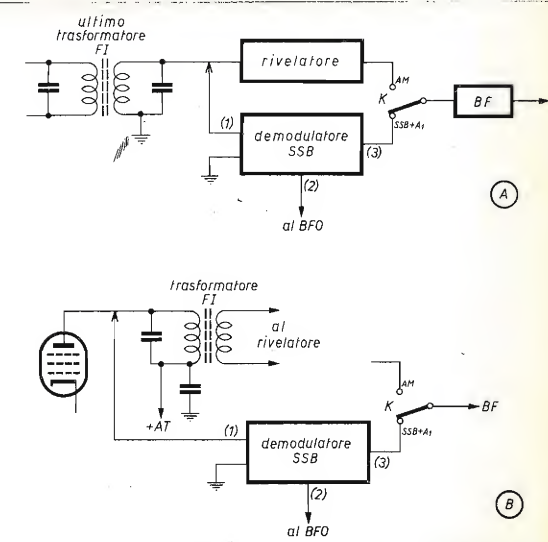 ultimo
trasformatore
FI
rivelatore
AM
K
BF
SSB+A1
(1)
demodulatore
SSB
(3)
(2)
al BFO
A
trasformatore
FI
al
rivelatore
AM
K
BF
SSB+A1
+AT
(1)
demodulatore
SSB
(3)
(2)
al BFO
B